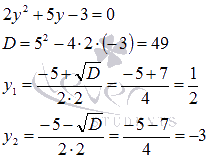 2y² + 5y − 3 = 0
D = 5² − 4·2·(−3) = 49
y₁ = (−5 + √D)/(2·2) = (−5 + 7)/4 = 1/2
y₂ = (−5 − √D)/(2·2) = (−5 − 7)/4 = −3